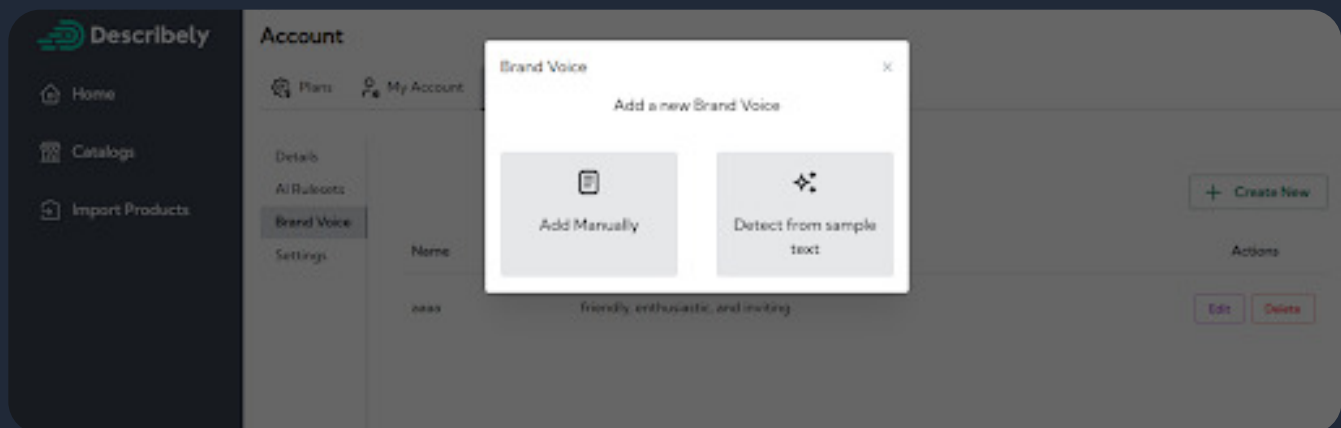 Describely
Home
Catalogs
Import Products
Account
Plans
My Account
Details
AI Rulesets
Brand Voice
Settings
Brand Voice
×
Add a new Brand Voice
Add Manually
Detect from sample
text
+ Create New
Name
Actions
aaaa
friendly, enthusiastic, and inviting
Edit
Delete